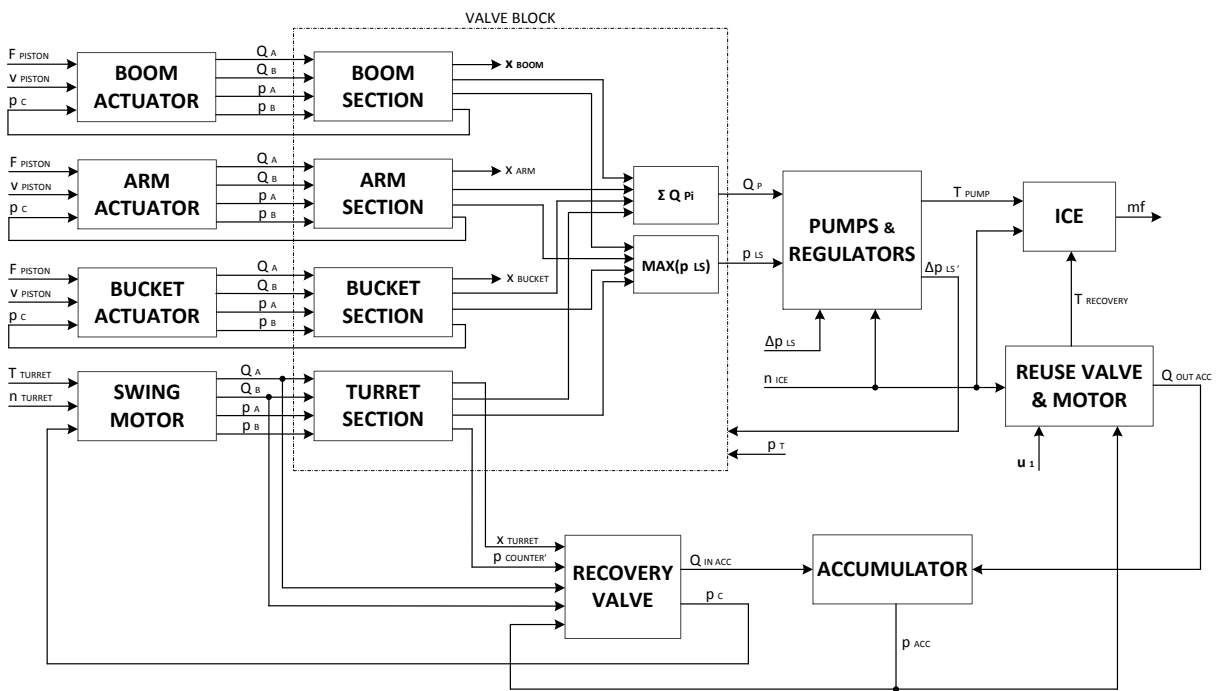 VALVE BLOCK
F PISTON
v PISTON
p C
BOOM
ACTUATOR
Q A
Q B
p A
p B
BOOM
SECTION
x BOOM
F PISTON
v PISTON
p C
ARM
ACTUATOR
Q A
Q B
p A
p B
ARM
SECTION
x ARM
F PISTON
v PISTON
p C
BUCKET
ACTUATOR
Q A
Q B
p A
p B
BUCKET
SECTION
x BUCKET
T TURRET
n TURRET
SWING
MOTOR
Q A
Q B
p A
p B
TURRET
SECTION
Σ Q Pi
MAX(p LS)
Q P
p LS
PUMPS &
REGULATORS
T PUMP
Δp LS'
ICE
mf
T RECOVERY
Δp LS
n ICE
REUSE VALVE
& MOTOR
Q OUT ACC
u 1
p T
x TURRET
p COUNTER'
RECOVERY
VALVE
Q IN ACC
p C
ACCUMULATOR
p ACC